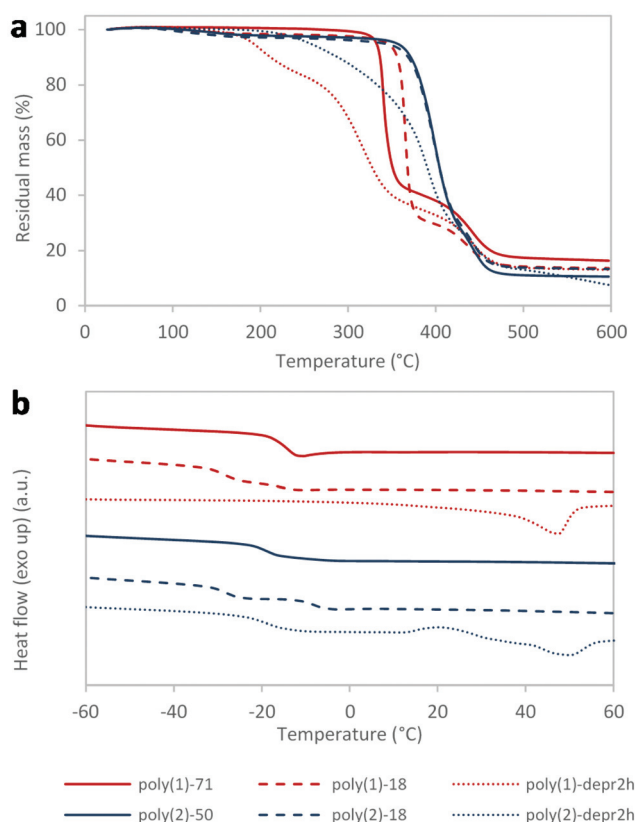 a
Residual mass (%)
100
80
60
40
20
0
0 100 200 300 400 500 600
Temperature (°C)
b
Heat flow (exo up) (a.u.)
-60 -40 -20 0 20 40 60
Temperature (°C)
poly(1)-71 poly(1)-18 poly(1)-depr2h
poly(2)-50 poly(2)-18 poly(2)-depr2h